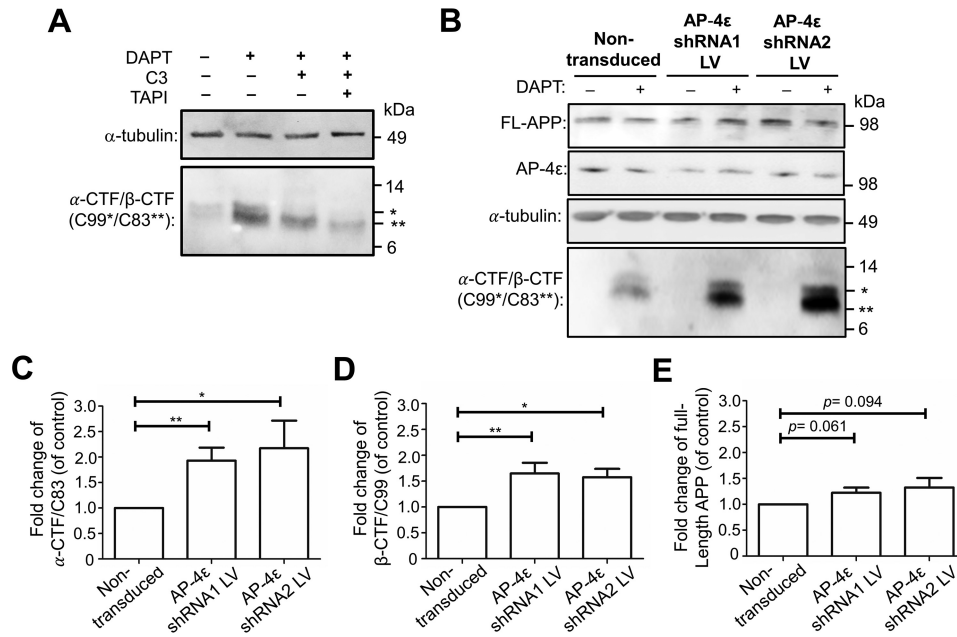 A
DAPT – + + +
C3 + +
TAPI +
kDa
α-tubulin: 49
14
α-CTF/β-CTF *
(C99*/C83**): **
6
B
Non-transduced
AP-4ε shRNA1 LV
AP-4ε shRNA2 LV
DAPT: – + – + – +
kDa
FL-APP: 98
AP-4ε: 98
α-tubulin: 49
14
α-CTF/β-CTF *
(C99*/C83**): **
6
C
Fold change of
α-CTF/C83 (of control)
3.0
2.5
2.0
1.5
1.0
0.5
0
*
**
Non-transduced
AP-4ε shRNA1 LV
AP-4ε shRNA2 LV
D
Fold change of
β-CTF/C99 (of control)
3.0
2.5
2.0
1.5
1.0
0.5
0
*
**
Non-transduced
AP-4ε shRNA1 LV
AP-4ε shRNA2 LV
E
Fold change of full-
Length APP (of control)
3.0
2.5
2.0
1.5
1.0
0.5
0
p= 0.094
p= 0.061
Non-transduced
AP-4ε shRNA1 LV
AP-4ε shRNA2 LV